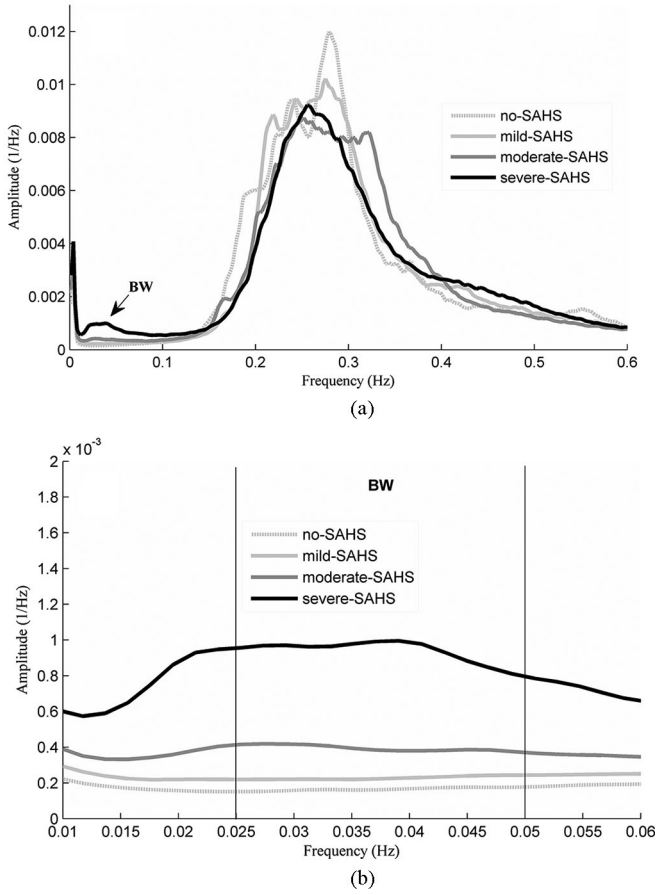 0.012
0.01
0.008
0.006
0.004
0.002
0
Amplitude (1/Hz)
no-SAHS
mild-SAHS
moderate-SAHS
severe-SAHS
BW
0 0.1 0.2 0.3 0.4 0.5 0.6
Frequency (Hz)
(a)
x 10-3
2
1.8
1.6
1.4
1.2
1
0.8
0.6
0.4
0.2
0
Amplitude (1/Hz)
BW
no-SAHS
mild-SAHS
moderate-SAHS
severe-SAHS
0.01 0.015 0.02 0.025 0.03 0.035 0.04 0.045 0.05 0.055 0.06
Frequency (Hz)
(b)